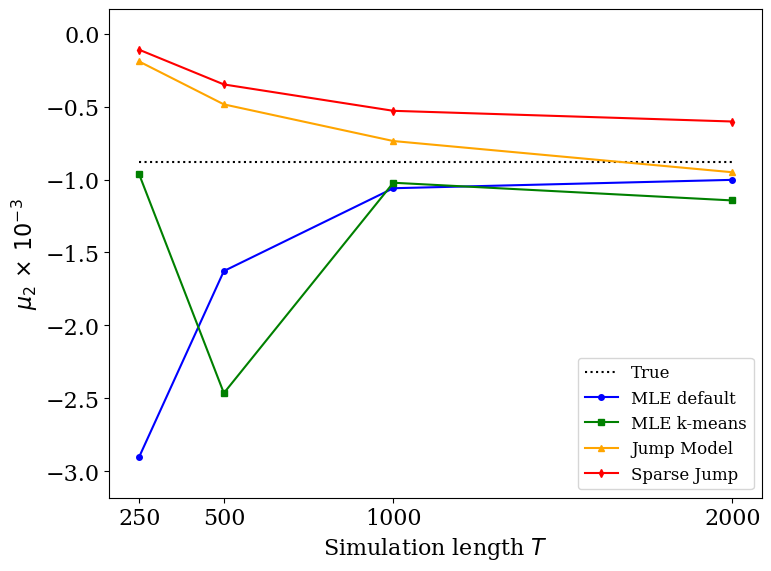 0.0
−0.5
−1.0
−1.5
−2.0
−2.5
−3.0
μ₂ × 10⁻³
250 500 1000 2000
Simulation length T
True
MLE default
MLE k-means
Jump Model
Sparse Jump